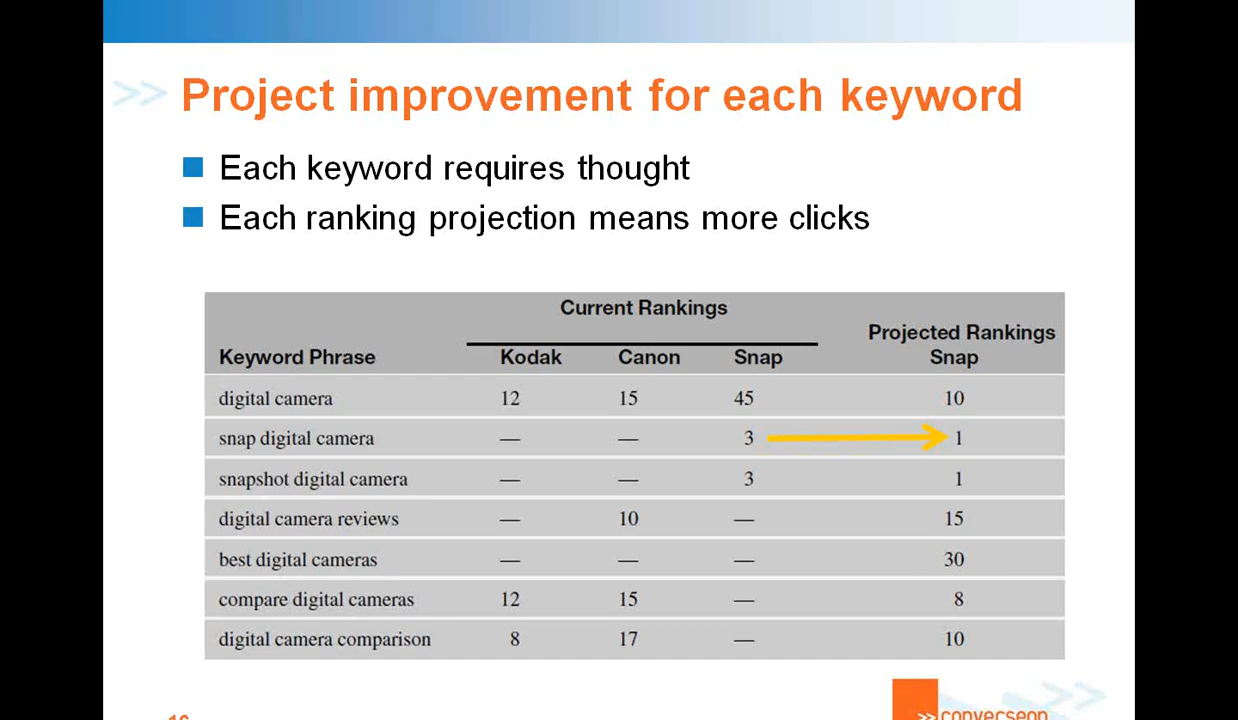 Project improvement for each keyword
Each keyword requires thought
Each ranking projection means more clicks
Current Rankings
Projected Rankings
Keyword Phrase Kodak Canon Snap Snap
digital camera 12 15 45 10
snap digital camera — — 3 1
snapshot digital camera — — 3 1
digital camera reviews — 10 — 15
best digital cameras — — — 30
compare digital cameras 12 15 — 8
digital camera comparison 8 17 — 10
16
converseon